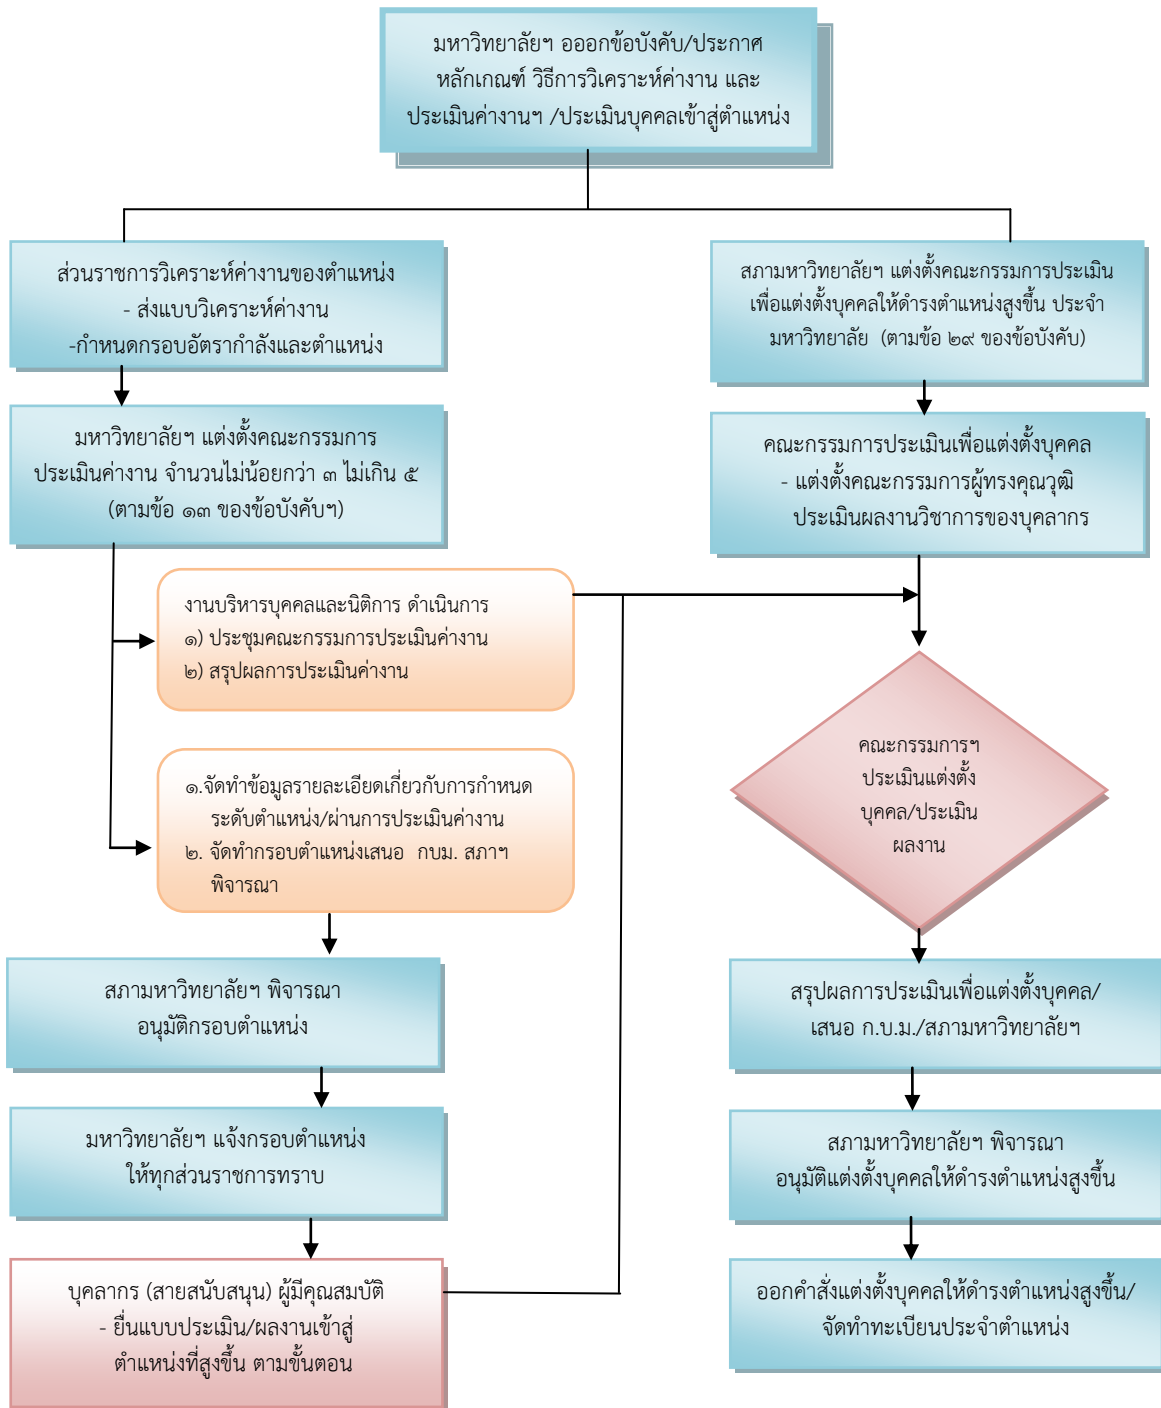 มหาวิทยาลัยฯ อออกข้อบังคับ/ประกาศ
หลักเกณฑ์ วิธีการวิเคราะห์ค่างาน และ
ประเมินค่างานฯ /ประเมินบุคคลเข้าสู่ตำแหน่ง
ส่วนราชการวิเคราะห์ค่างานของตำแหน่ง
- ส่งแบบวิเคราะห์ค่างาน
-กำหนดกรอบอัตรากำลังและตำแหน่ง
มหาวิทยาลัยฯ แต่งตั้งคณะกรรมการ
ประเมินค่างาน จำนวนไม่น้อยกว่า ๓ ไม่เกิน ๕
(ตามข้อ ๑๓ ของข้อบังคับฯ)
งานบริหารบุคคลและนิติการ ดำเนินการ
๑) ประชุมคณะกรรมการประเมินค่างาน
๒) สรุปผลการประเมินค่างาน
๑.จัดทำข้อมูลรายละเอียดเกี่ยวกับการกำหนด
ระดับตำแหน่ง/ผ่านการประเมินค่างาน
๒. จัดทำกรอบตำแหน่งเสนอ กบม. สภาฯ
พิจารณา
สภามหาวิทยาลัยฯ พิจารณา
อนุมัติกรอบตำแหน่ง
มหาวิทยาลัยฯ แจ้งกรอบตำแหน่ง
ให้ทุกส่วนราชการทราบ
บุคลากร (สายสนับสนุน) ผู้มีคุณสมบัติ
- ยื่นแบบประเมิน/ผลงานเข้าสู่
ตำแหน่งที่สูงขึ้น ตามขั้นตอน
สภามหาวิทยาลัยฯ แต่งตั้งคณะกรรมการประเมิน
เพื่อแต่งตั้งบุคคลให้ดำรงตำแหน่งสูงขึ้น ประจำ
มหาวิทยาลัย (ตามข้อ ๒๙ ของข้อบังคับ)
คณะกรรมการประเมินเพื่อแต่งตั้งบุคคล
- แต่งตั้งคณะกรรมการผู้ทรงคุณวุฒิ
ประเมินผลงานวิชาการของบุคลากร
คณะกรรมการฯ
ประเมินแต่งตั้ง
บุคคล/ประเมิน
ผลงาน
สรุปผลการประเมินเพื่อแต่งตั้งบุคคล/
เสนอ ก.บ.ม./สภามหาวิทยาลัยฯ
สภามหาวิทยาลัยฯ พิจารณา
อนุมัติแต่งตั้งบุคคลให้ดำรงตำแหน่งสูงขึ้น
ออกคำสั่งแต่งตั้งบุคคลให้ดำรงตำแหน่งสูงขึ้น/
จัดทำทะเบียนประจำตำแหน่ง